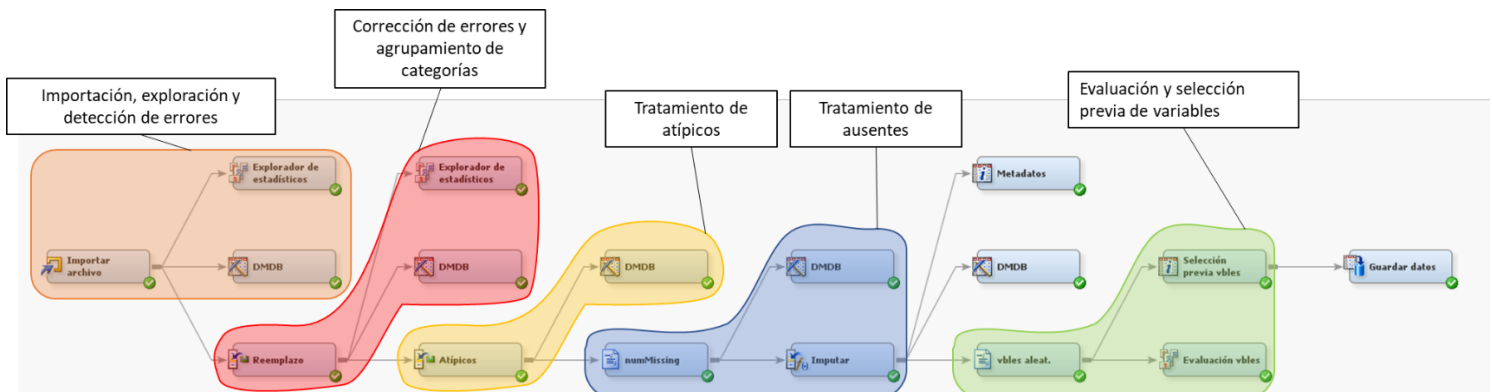 Corrección de errores y
agrupamiento de
categorías
Importación, exploración y
detección de errores
Tratamiento de
atípicos
Tratamiento de
ausentes
Evaluación y selección
previa de variables
Explorador de
estadísticos
Explorador de
estadísticos
Metadatos
Importar
archivo
DMDB
DMDB
DMDB
DMDB
DMDB
Selección
previa vbles
Guardar datos
Reemplazo
Atípicos
numMissing
Imputar
vbles aleat.
Evaluación vbles